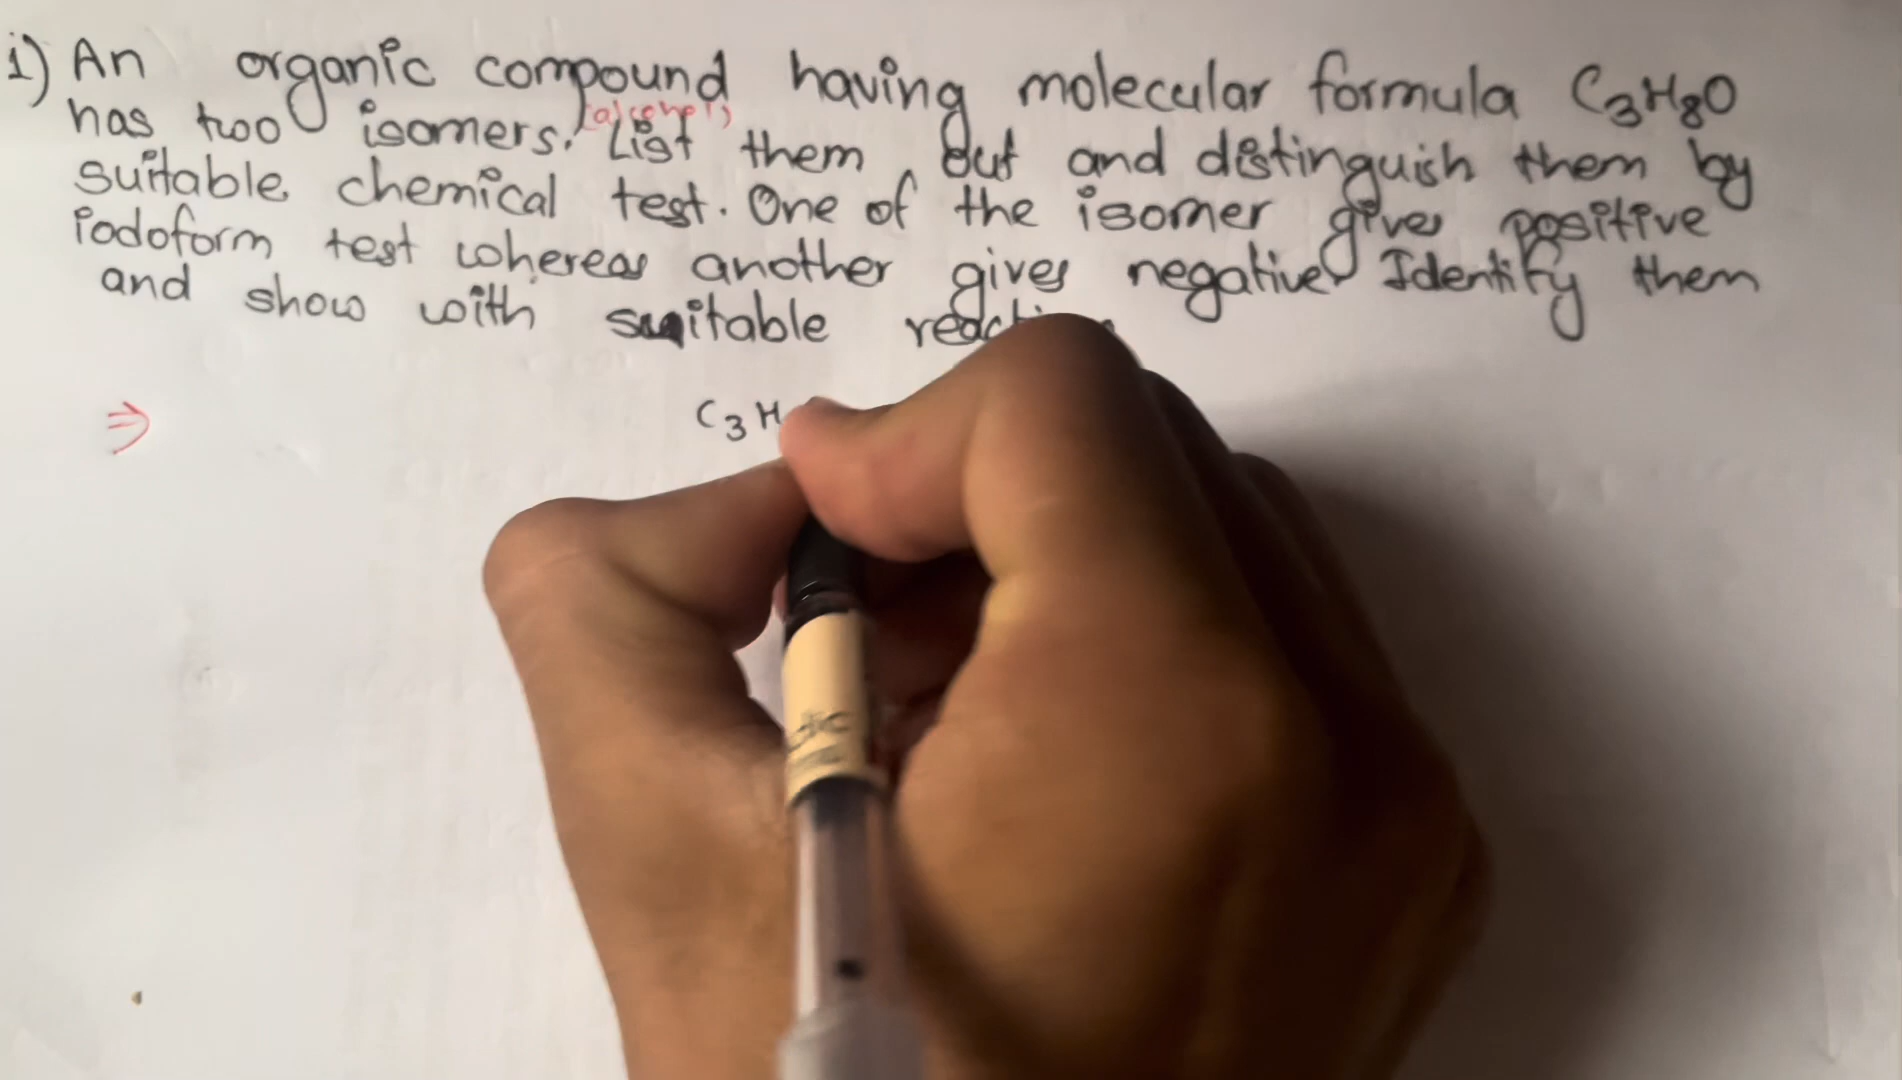 i) An organic compound having molecular formula C3H8O
(alcohol)
has two isomers. List them out and distinguish them by
suitable chemical test. One of the isomer gives positive
iodoform test whereas another gives negative Identify them
and show with suitable
⇒ C3H